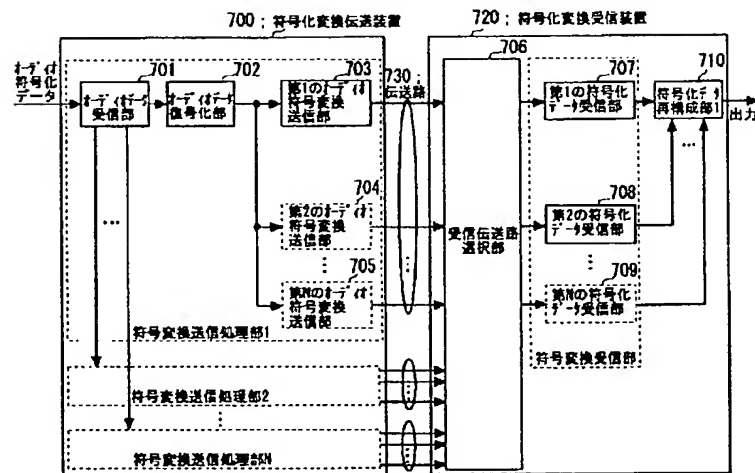 700；符号化変換伝送装置
720；符号化変換受信装置
オーディオ
符号化
データ
701
オーディオデータ
受信部
702
オーディオデータ
復号化部
703
第1のオーディオ
符号変換
送信部
730；
伝送路
706
受信伝送路
選択部
707
第1の符号化
データ受信部
710
符号化データ
再構成部1
出力
…
…
704
第2のオーディオ
符号変換
送信部
708
第2の符号化
データ受信部
705
第Nのオーディオ
符号変換
送信部
709
第Nの符号化
データ受信部
符号変換送信処理部1
符号変換受信部
符号変換送信処理部2
符号変換送信処理部N